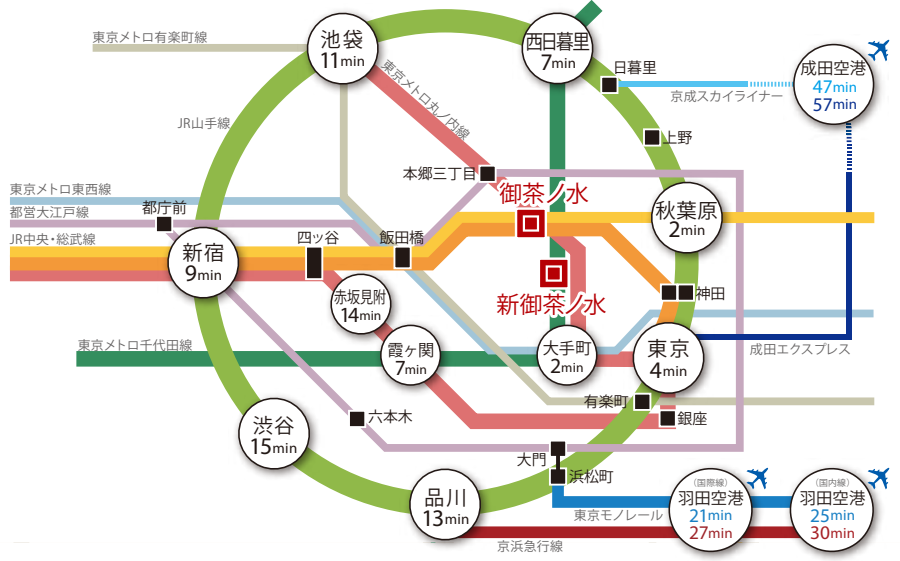 東京メトロ有楽町線
池袋
11min
西日暮里
7min
日暮里
成田空港
47min
57min
京成スカイライナー
東京メトロ丸ノ内線
JR山手線
上野
本郷三丁目
御茶ノ水
東京メトロ東西線
都営大江戸線
都庁前
JR中央・総武線
秋葉原
2min
新宿
9min
四ッ谷
飯田橋
赤坂見附
14min
新御茶ノ水
神田
東京メトロ千代田線
霞ヶ関
7min
大手町
2min
東京
4min
成田エクスプレス
有楽町
銀座
渋谷
15min
六本木
大門
浜松町
品川
13min
東京モノレール
京浜急行線
(国際線)
羽田空港
21min
27min
(国内線)
羽田空港
25min
30min